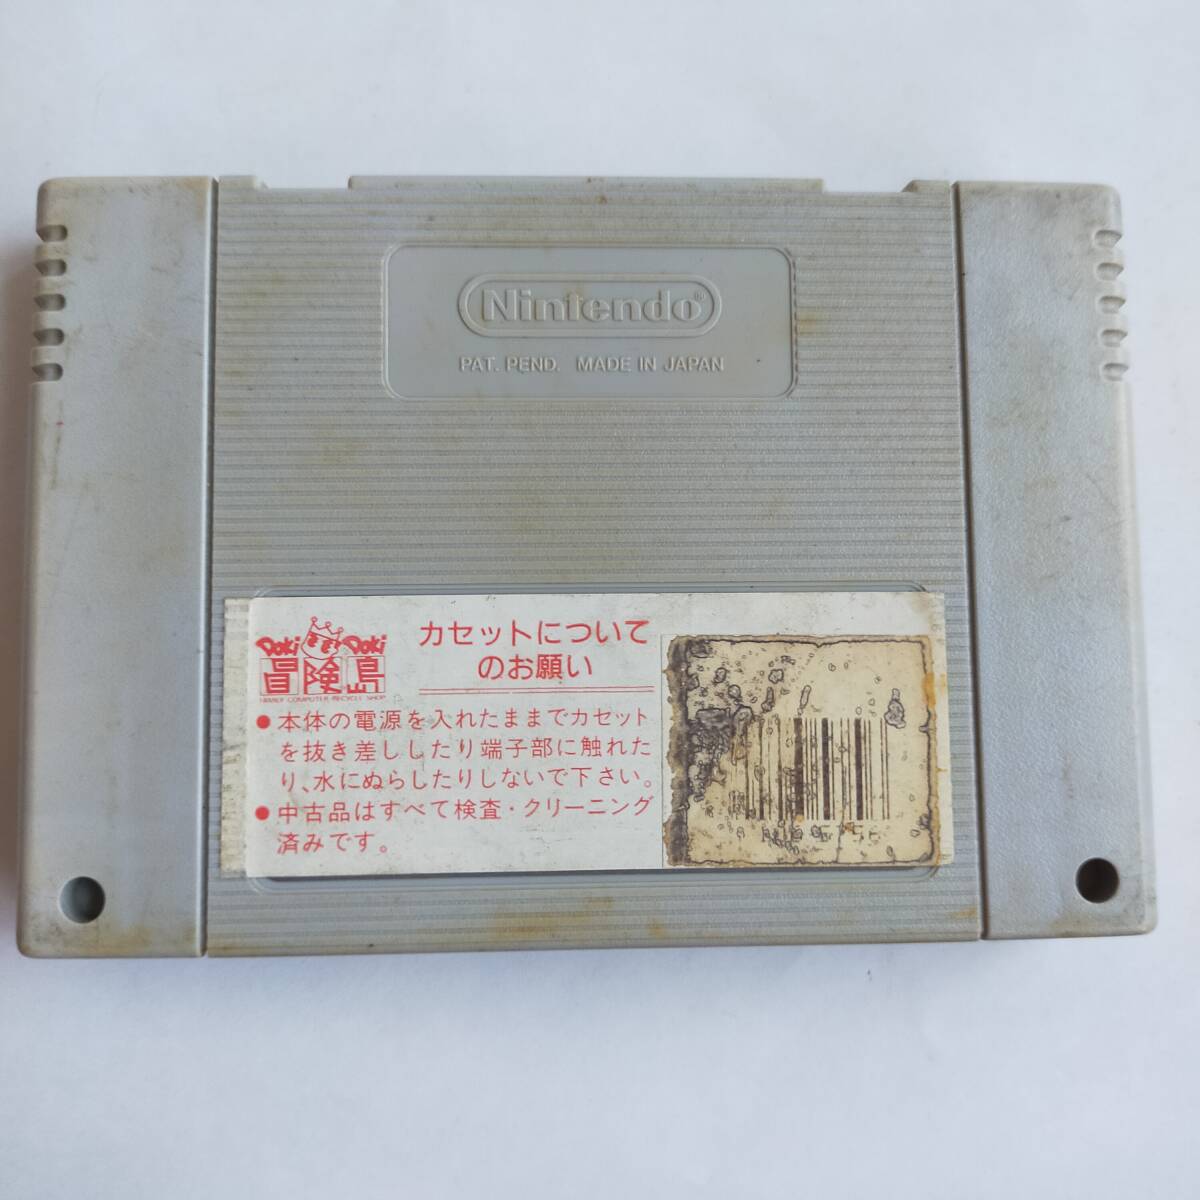 Nintendo®
PAT. PEND. MADE IN JAPAN
Doki Doki
冒険島
FAMILY COMPUTER RECYCLE SHOP
カセットについて
のお願い
●本体の電源を入れたままでカセット
を抜き差ししたり端子部に触れた
り、水にぬらしたりしないで下さい。
●中古品はすべて検査・クリーニング
済みです。